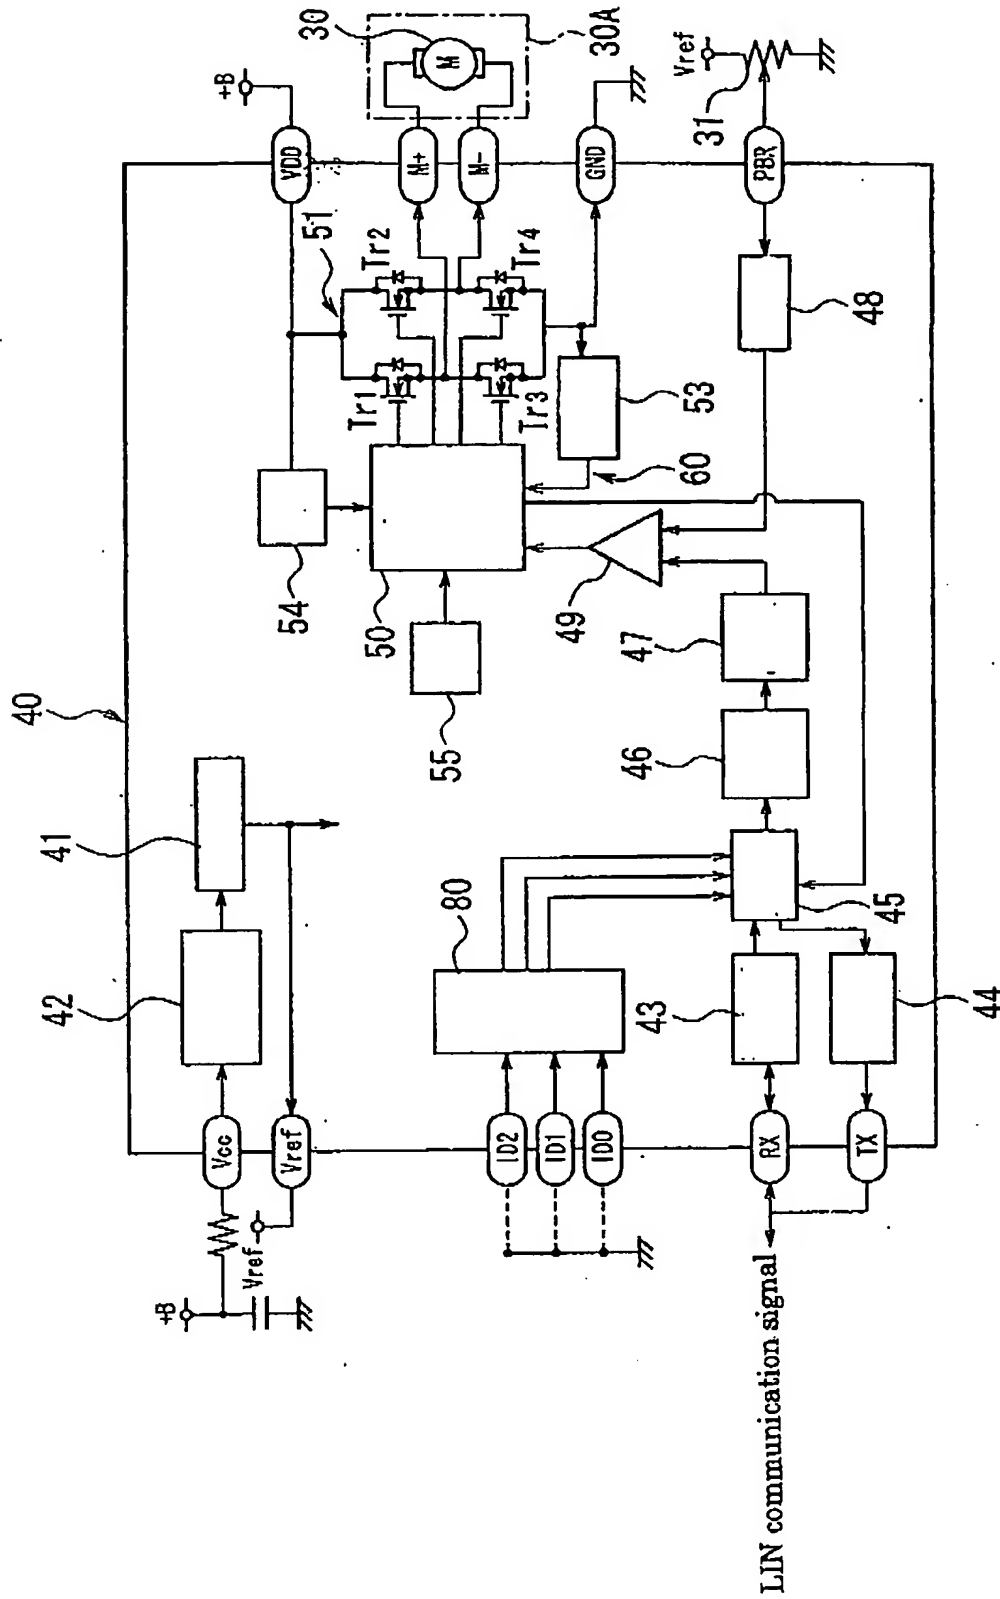 40
+B
Vcc
42
41
Vref
Vref
54
51
VDD
+B
50
55
Tr1
Tr2
Tr3
Tr4
M+
M-
30
M
30A
53
60
GND
ID2
ID1
ID0
80
49
48
PBR
31
Vref
RX
43
45
46
47
TX
44
LIN communication signal